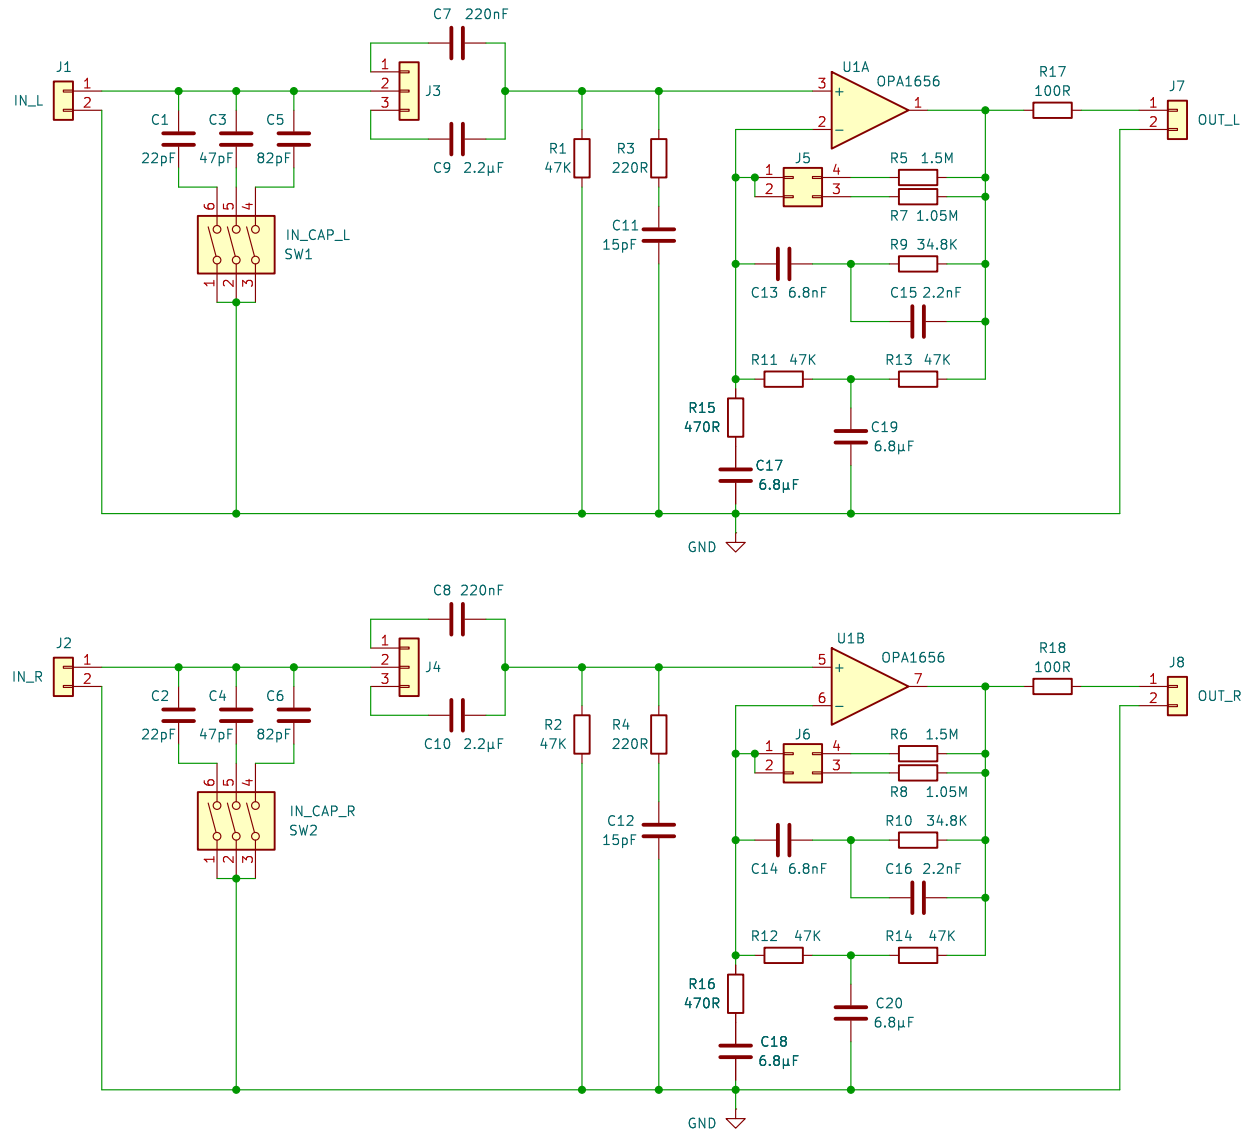 C7 220nF
J1
1
2
IN_L
C1
22pF
C3
47pF
C5
82pF
6
5
4
1
2
3
IN_CAP_L
SW1
1
2
3
J3
C9 2.2µF
R1
47K
R3
220R
C11
15pF
U1A
OPA1656
3
+
2
−
1
J5
1
2
4
3
R5 1.5M
R7 1.05M
R9 34.8K
C13 6.8nF
C15 2.2nF
R11 47K
R13 47K
R15
470R
C17
6.8µF
C19
6.8µF
R17
100R
J7
1
2
OUT_L
GND
C8 220nF
J2
1
2
IN_R
C2
22pF
C4
47pF
C6
82pF
6
5
4
1
2
3
IN_CAP_R
SW2
1
2
3
J4
C10 2.2µF
R2
47K
R4
220R
C12
15pF
U1B
OPA1656
5
+
6
−
7
J6
1
2
4
3
R6 1.5M
R8 1.05M
R10 34.8K
C14 6.8nF
C16 2.2nF
R12 47K
R14 47K
R16
470R
C18
6.8µF
C20
6.8µF
R18
100R
J8
1
2
OUT_R
GND